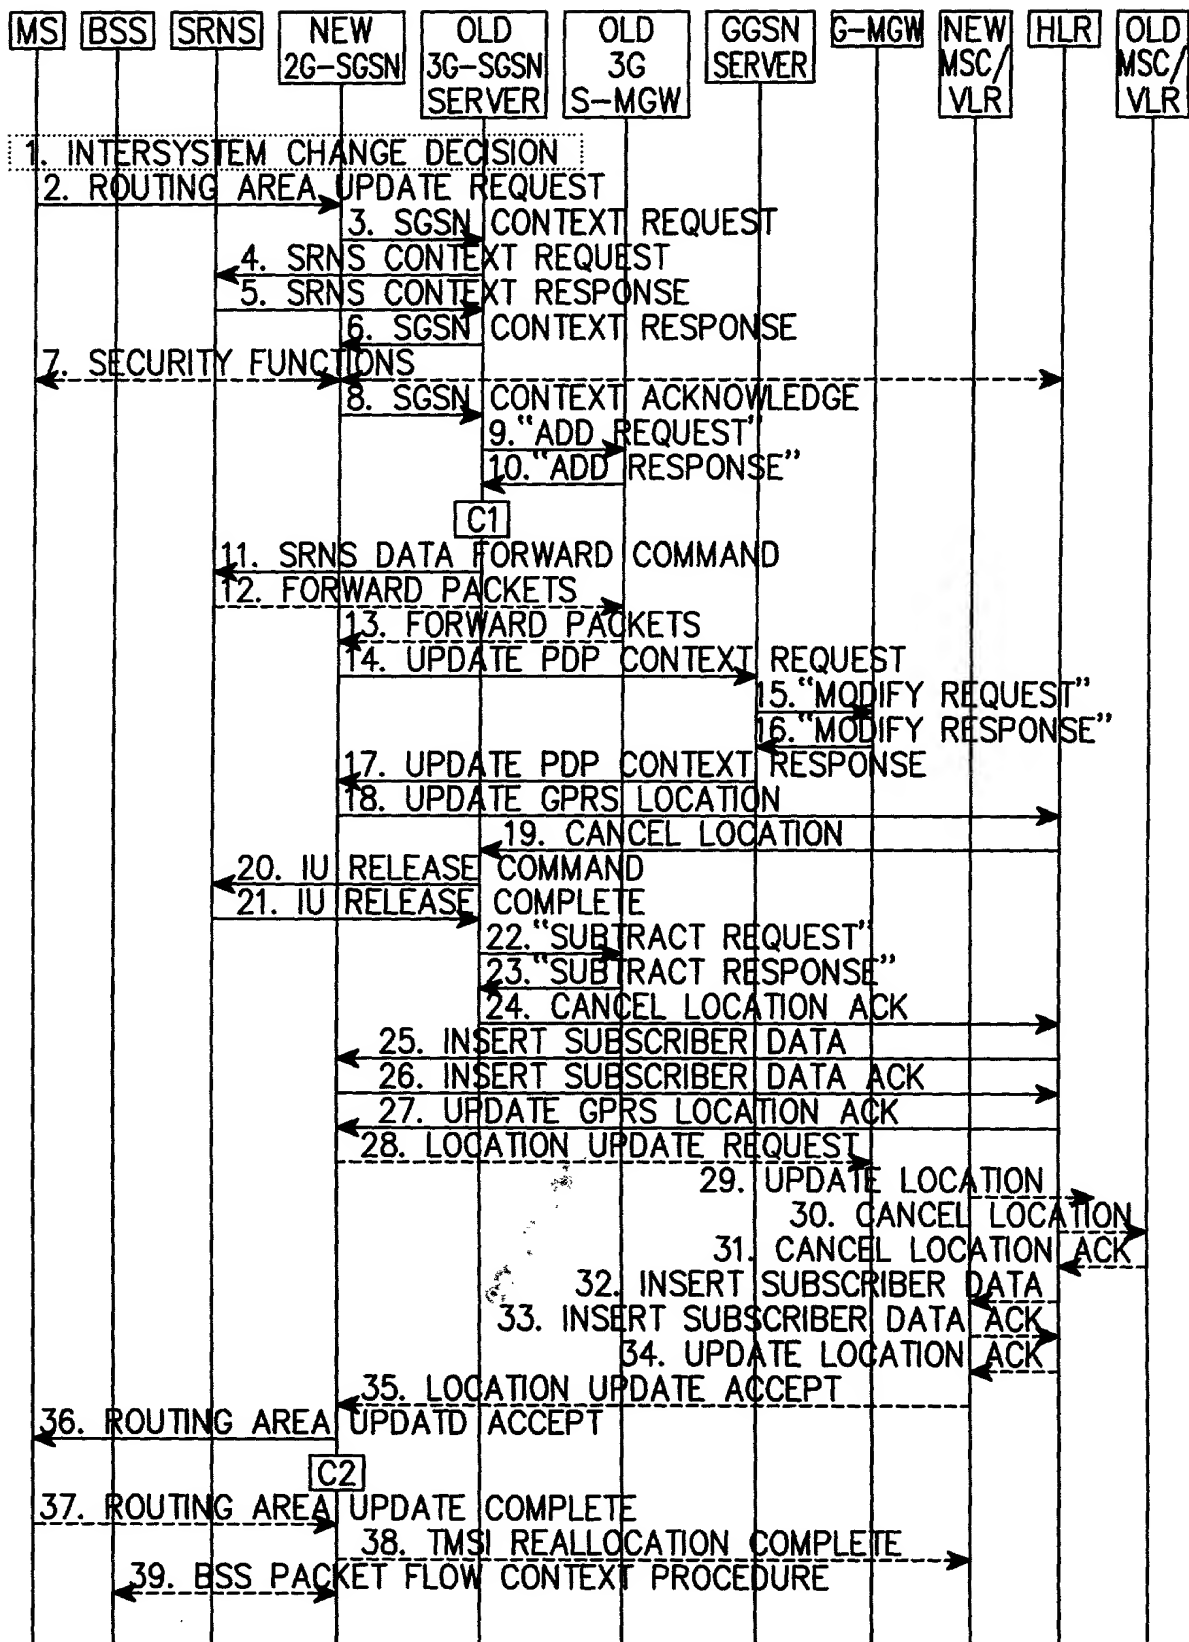 MS BSS SRNS NEW 2G-SGSN OLD 3G-SGSN SERVER OLD 3G S-MGW GGSN SERVER G-MGW NEW MSC/ VLR HLR OLD MSC/ VLR
1. INTERSYSTEM CHANGE DECISION
2. ROUTING AREA UPDATE REQUEST
3. SGSN CONTEXT REQUEST
4. SRNS CONTEXT REQUEST
5. SRNS CONTEXT RESPONSE
6. SGSN CONTEXT RESPONSE
7. SECURITY FUNCTIONS
8. SGSN CONTEXT ACKNOWLEDGE
9. “ADD REQUEST”
10. “ADD RESPONSE”
C1
11. SRNS DATA FORWARD COMMAND
12. FORWARD PACKETS
13. FORWARD PACKETS
14. UPDATE PDP CONTEXT REQUEST
15. “MODIFY REQUEST”
16. “MODIFY RESPONSE”
17. UPDATE PDP CONTEXT RESPONSE
18. UPDATE GPRS LOCATION
19. CANCEL LOCATION
20. IU RELEASE COMMAND
21. IU RELEASE COMPLETE
22. “SUBTRACT REQUEST”
23. “SUBTRACT RESPONSE”
24. CANCEL LOCATION ACK
25. INSERT SUBSCRIBER DATA
26. INSERT SUBSCRIBER DATA ACK
27. UPDATE GPRS LOCATION ACK
28. LOCATION UPDATE REQUEST
29. UPDATE LOCATION
30. CANCEL LOCATION
31. CANCEL LOCATION ACK
32. INSERT SUBSCRIBER DATA
33. INSERT SUBSCRIBER DATA ACK
34. UPDATE LOCATION ACK
35. LOCATION UPDATE ACCEPT
36. ROUTING AREA UPDATD ACCEPT
C2
37. ROUTING AREA UPDATE COMPLETE
38. TMSI REALLOCATION COMPLETE
39. BSS PACKET FLOW CONTEXT PROCEDURE